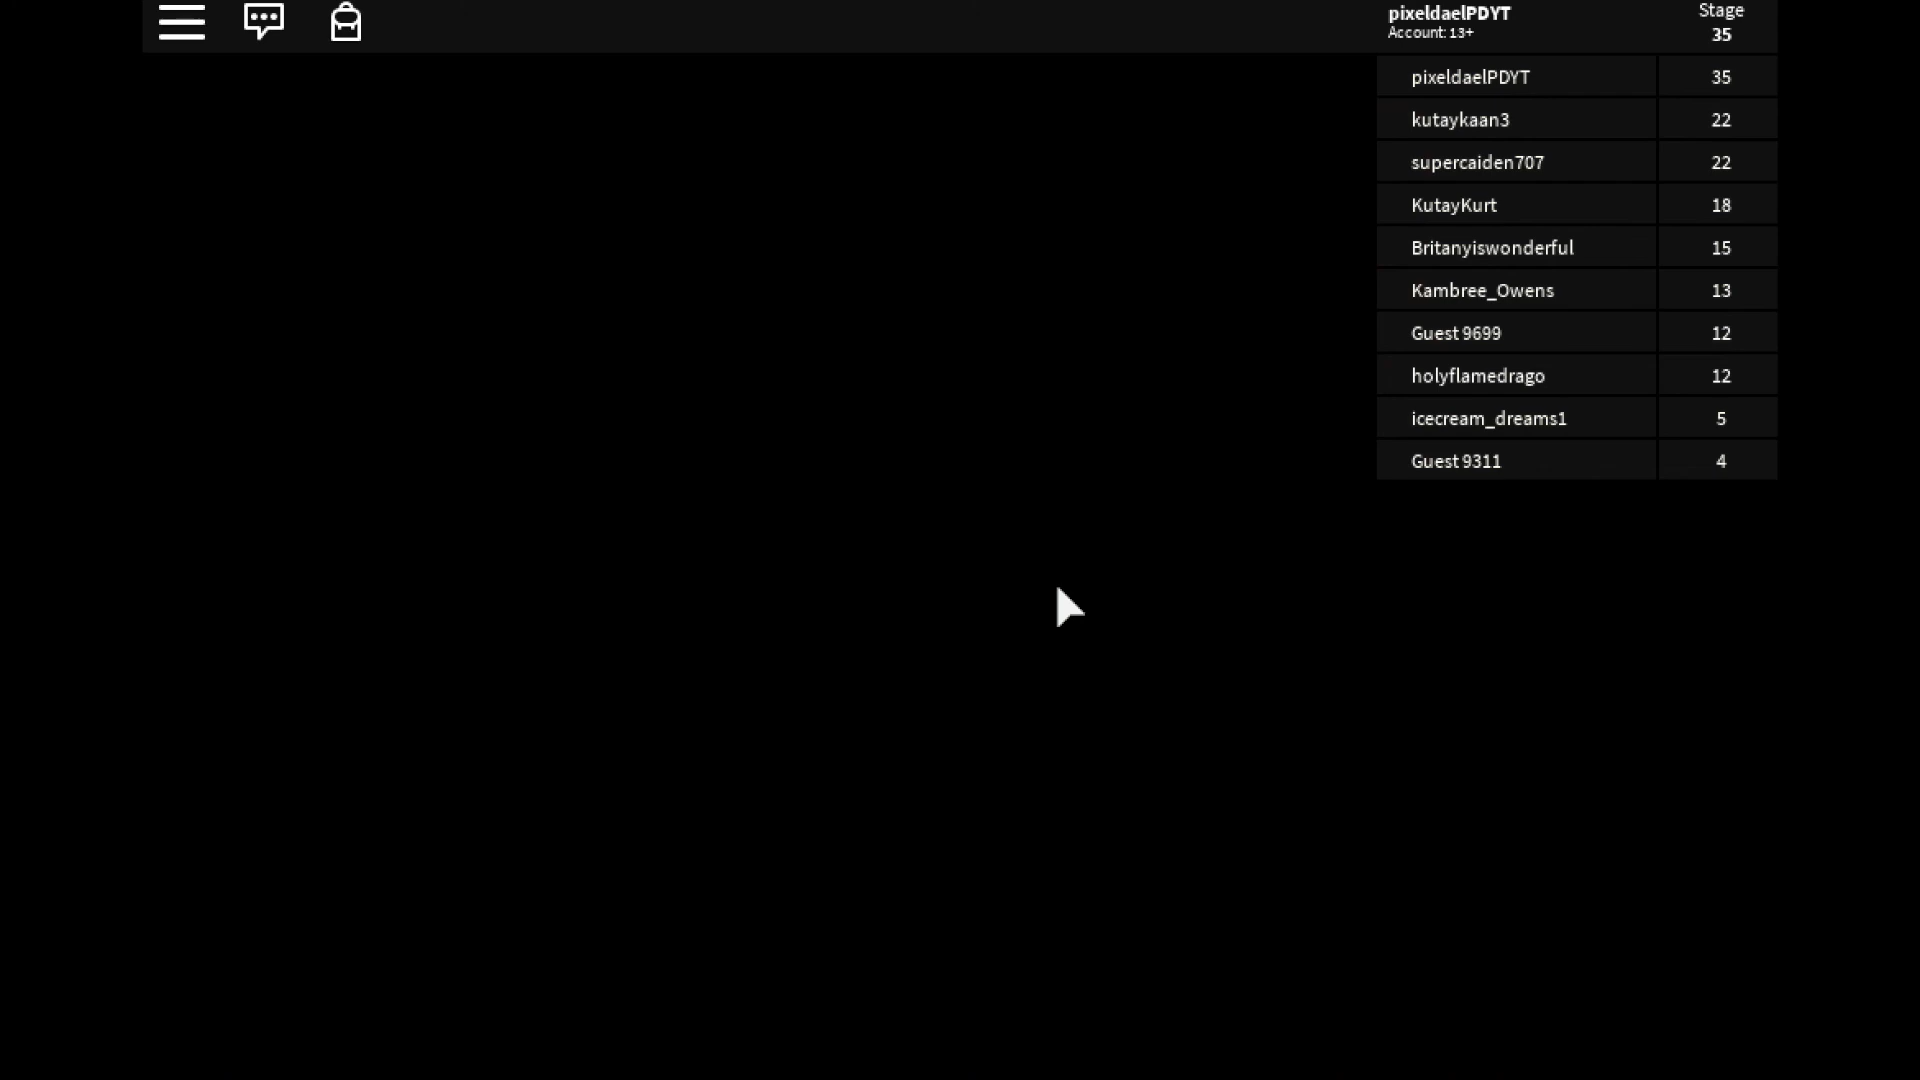 pixeldaelPDYT Stage
Account: 13+ 35
pixeldaelPDYT 35
kutaykaan3 22
supercaiden707 22
KutayKurt 18
Britanyiswonderful 15
Kambree_Owens 13
Guest 9699 12
holyflamedrago 12
icecream_dreams1 5
Guest 9311 4